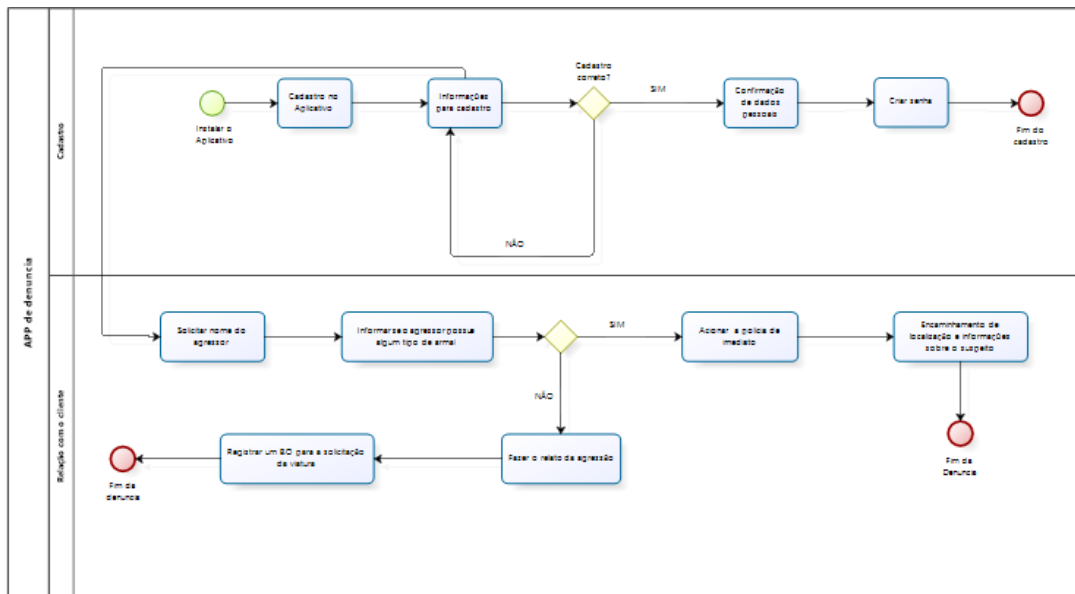 APP de denuncia
Cadastro
Instalar o
Aplicativo
Cadastro no
Aplicativo
Informações
para cadastro
Cadastro
correto?
SIM
NÃO
Confirmação
de dados
pessoais
Criar senha
Fim do
cadastro
Relação com o cliente
Solicitar nome do
agressor
Informar se o agressor possue
algum tipo de arma!
SIM
NÃO
Acionar a policia de
imediato
Encaminhamento de
localização e informações
sobre o suspeito
Fim da
Denuncia
Fazer o relato da agressão
Registrar um BO para a solicitação
da viatura
Fim da
denuncia